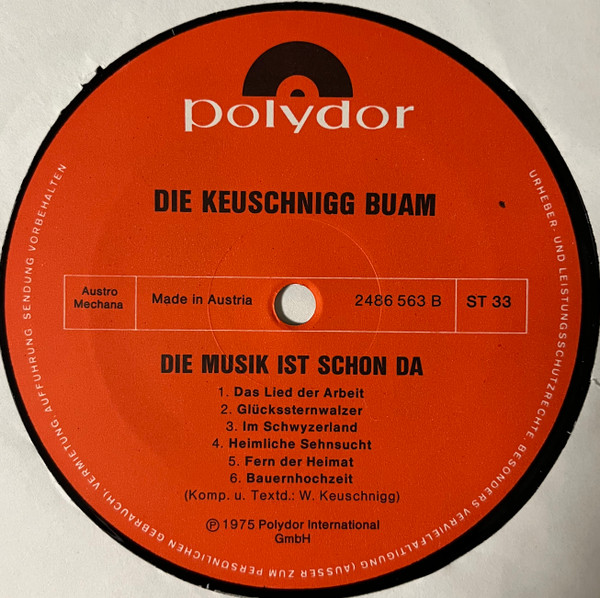 polydor
DIE KEUSCHNIGG BUAM
Austro
Mechana
Made in Austria
2486 563 B
ST 33
DIE MUSIK IST SCHON DA
1. Das Lied der Arbeit
2. Glückssternwalzer
3. Im Schwyzerland
4. Heimliche Sehnsucht
5. Fern der Heimat
6. Bauernhochzeit
(Komp. u. Textd.: W. Keuschnigg)
℗ 1975 Polydor International
GmbH
URHEBER- UND LEISTUNGSSCHUTZRECHTE, BESONDERS VERVIELFÄLTIGUNG (AUSSER ZUM PERSÖNLICHEN GEBRAUCH), VERMIETUNG, AUFFÜHRUNG, SENDUNG VORBEHALTEN